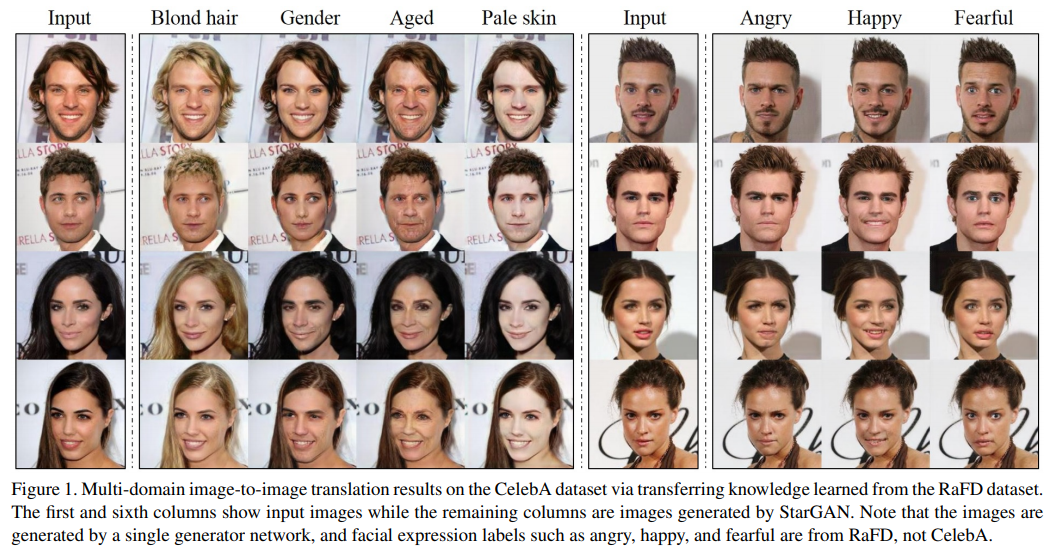 Input Blond hair Gender Aged Pale skin Input Angry Happy Fearful
Figure 1. Multi-domain image-to-image translation results on the CelebA dataset via transferring knowledge learned from the RaFD dataset.
The first and sixth columns show input images while the remaining columns are images generated by StarGAN. Note that the images are
generated by a single generator network, and facial expression labels such as angry, happy, and fearful are from RaFD, not CelebA.